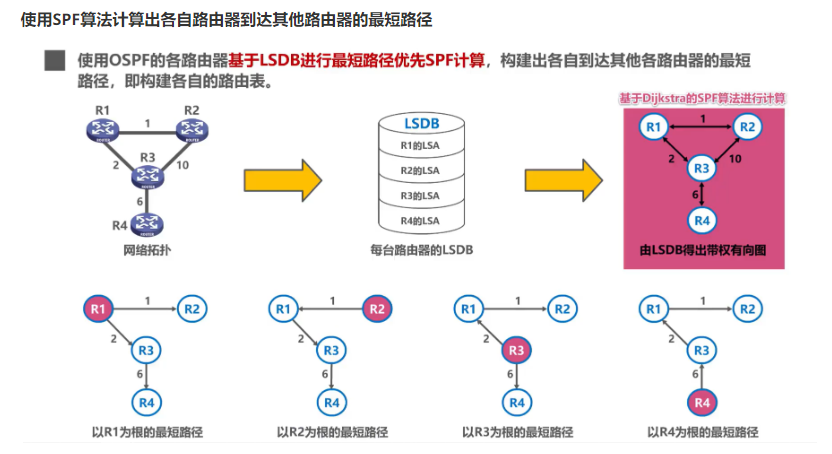 使用SPF算法计算出各自路由器到达其他路由器的最短路径
使用OSPF的各路由器基于LSDB进行最短路径优先SPF计算，构建出各自到达其他各路由器的最短
路径，即构建各自的路由表。
R1
R2
1
R3
2
10
6
R4
网络拓扑
LSDB
R1的LSA
R2的LSA
R3的LSA
R4的LSA
每台路由器的LSDB
基于Dijkstra的SPF算法进行计算
R1
1
R2
2
10
R3
6
R4
由LSDB得出带权有向图
R1
1
R2
2
R3
6
R4
以R1为根的最短路径
R1
1
R2
2
R3
6
R4
以R2为根的最短路径
R1
1
R2
2
R3
6
R4
以R3为根的最短路径
R1
1
R2
2
R3
6
R4
以R4为根的最短路径